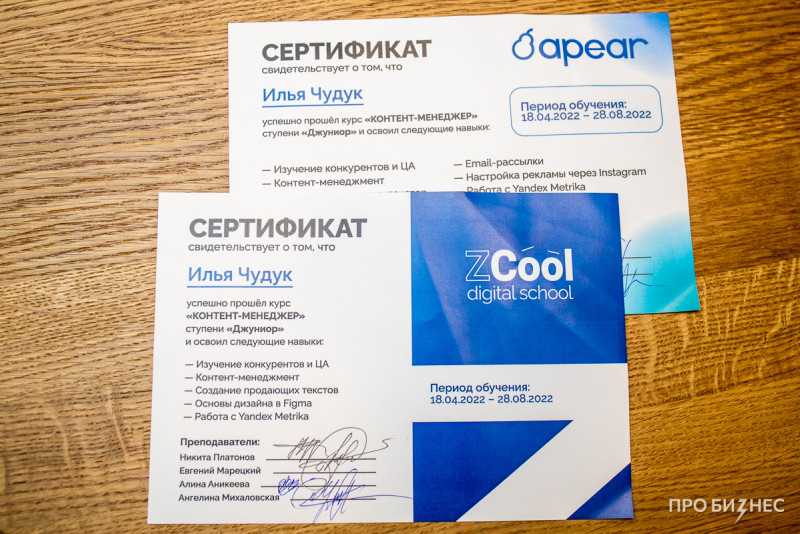 СЕРТИФИКАТ
свидетельствует о том, что
Илья Чудук
успешно прошёл курс «КОНТЕНТ-МЕНЕДЖЕР»
ступени «Джуниор» и освоил следующие навыки:
— Изучение конкурентов и ЦА
— Контент-менеджмент
apear
Период обучения:
18.04.2022 – 28.08.2022
— Email-рассылки
— Настройка рекламы через Instagram
— Работа с Yandex Metrika
СЕРТИФИКАТ
свидетельствует о том, что
Илья Чудук
успешно прошёл курс
«КОНТЕНТ-МЕНЕДЖЕР»
ступени «Джуниор»
и освоил следующие навыки:
— Изучение конкурентов и ЦА
— Контент-менеджмент
— Создание продающих текстов
— Основы дизайна в Figma
— Работа с Yandex Metrika
Преподаватели:
Никита Платонов
Евгений Марецкий
Алина Аникеева
Ангелина Михаловская
ZCool
digital school
Период обучения:
18.04.2022 – 28.08.2022
ПРО БИЗНЕС